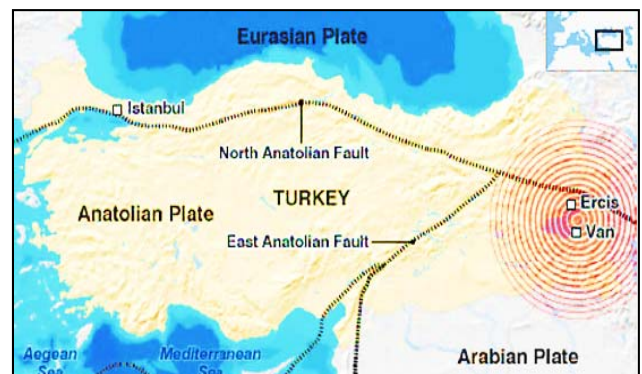 Eurasian Plate
Istanbul
North Anatolian Fault
TURKEY
Ercis
Anatolian Plate
Van
East Anatolian Fault
Aegean
Sea
Mediterranean
Sea
Arabian Plate